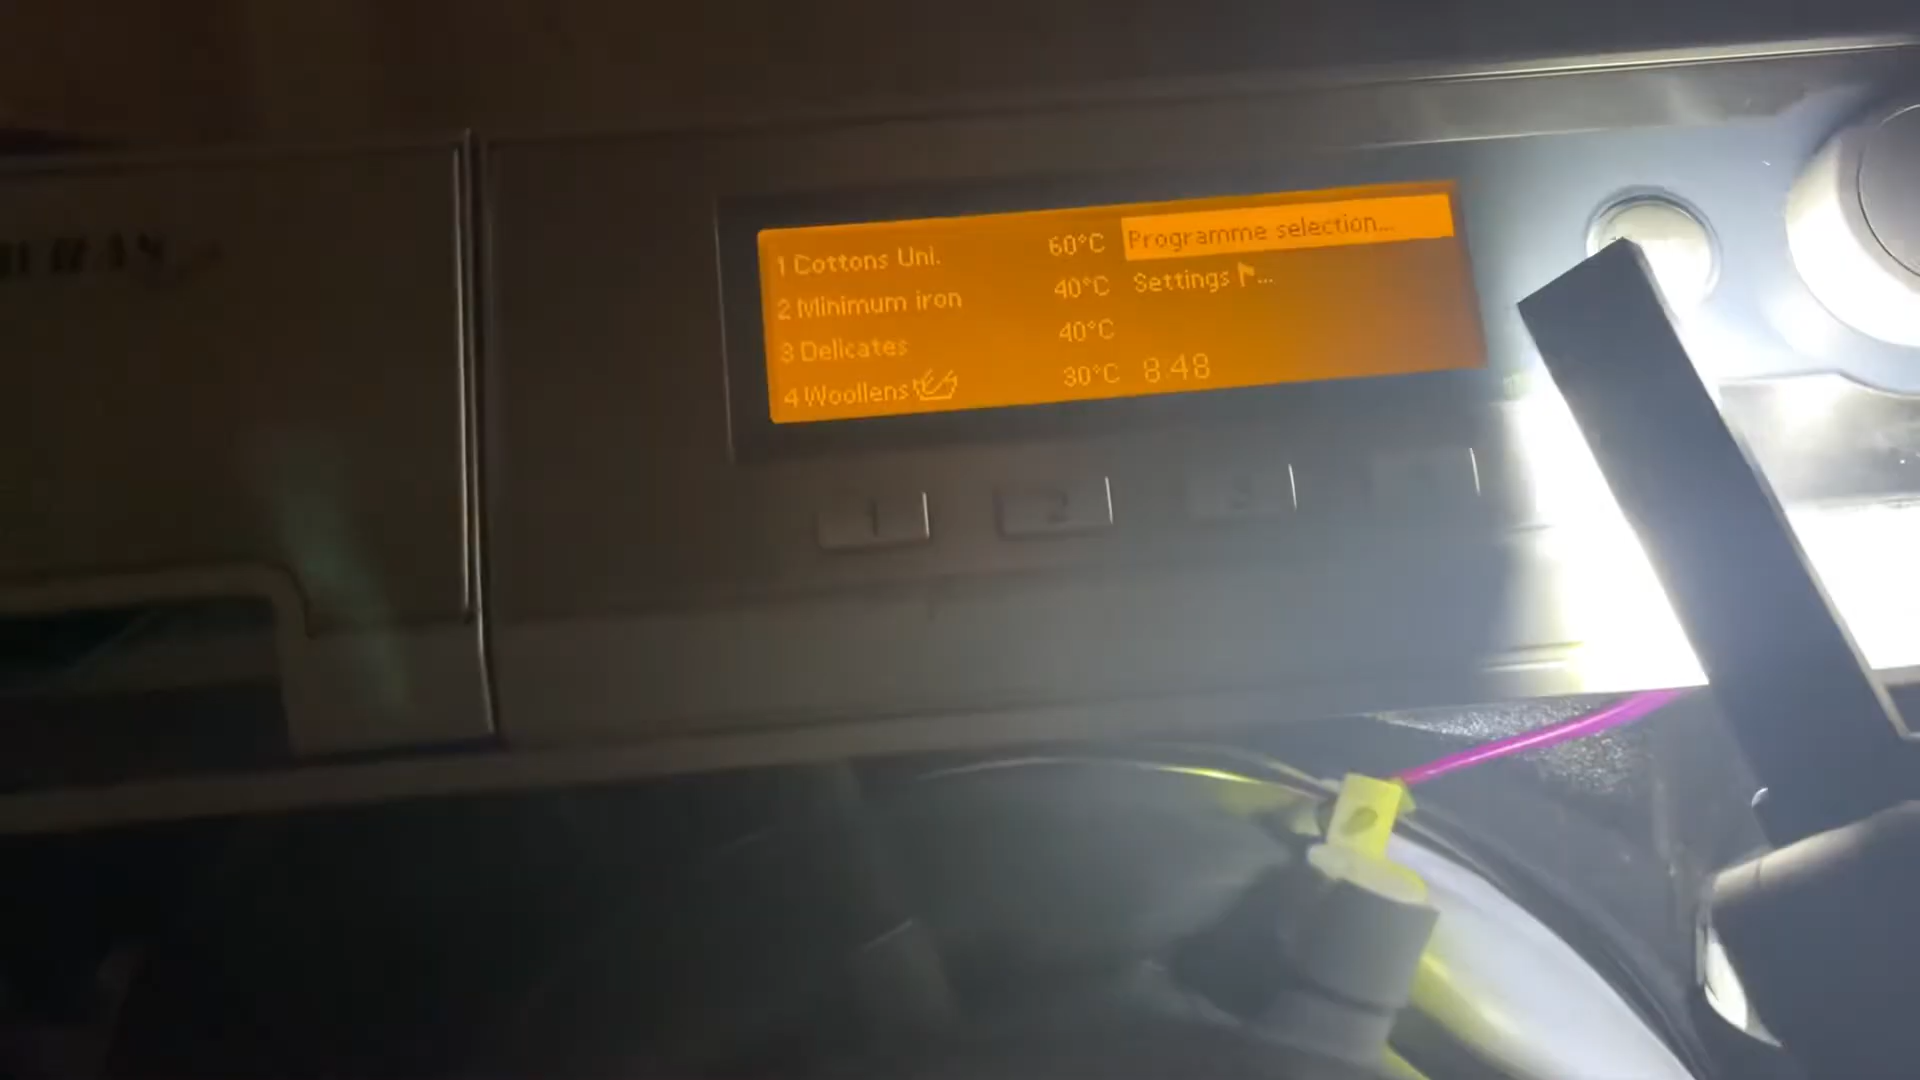 1 Cottons Uni. 60°C
2 Minimum iron 40°C
3 Delicates 40°C
4 Woollens 30°C
Programme selection...
Settings ...
8:48
1
2
3